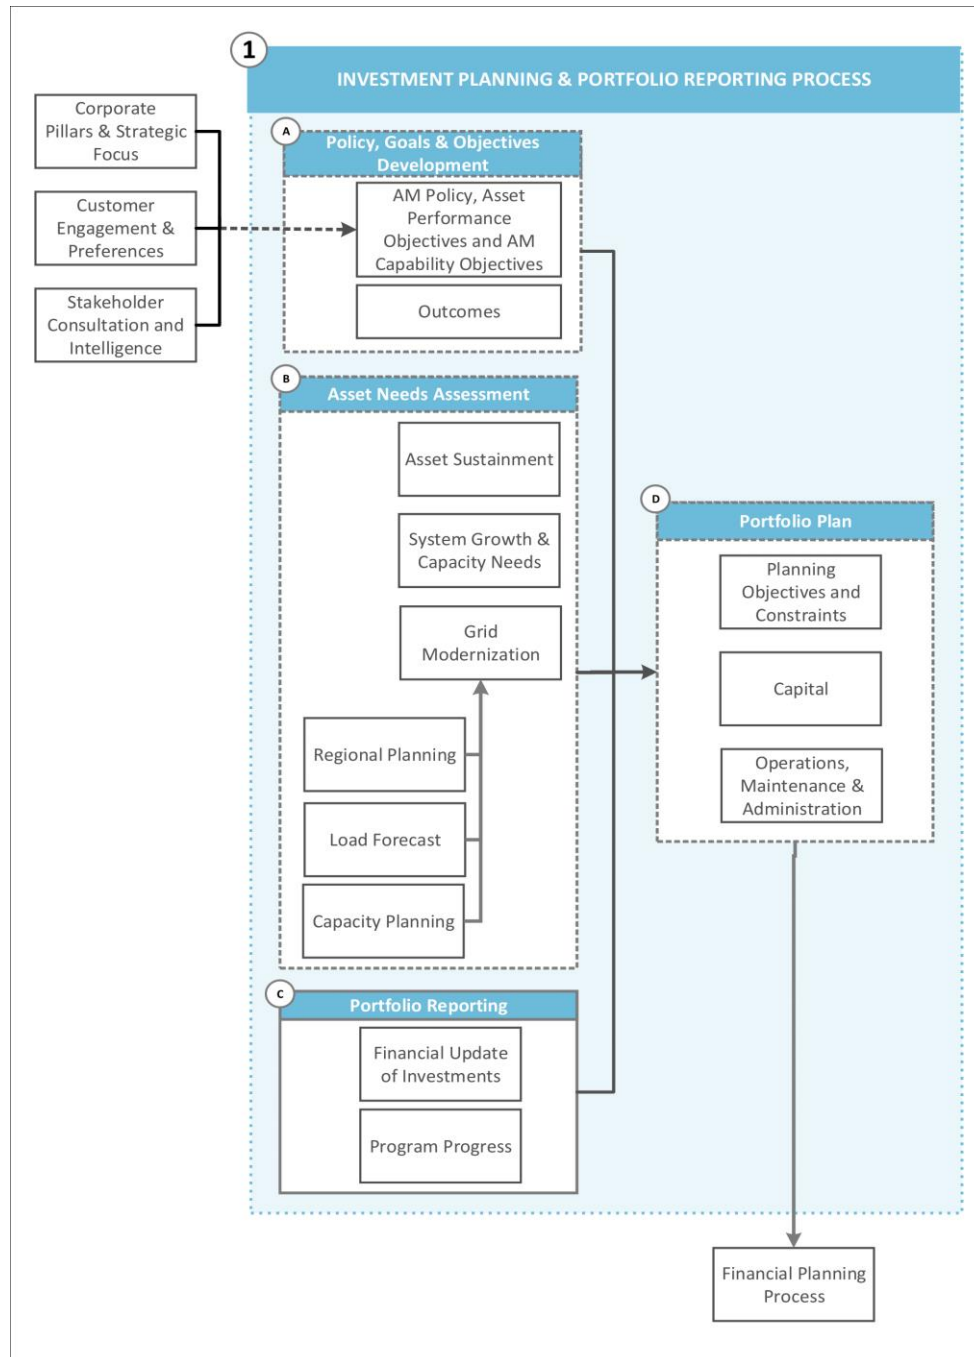 1
INVESTMENT PLANNING & PORTFOLIO REPORTING PROCESS
Corporate
Pillars & Strategic
Focus
Customer
Engagement &
Preferences
Stakeholder
Consultation and
Intelligence
A
Policy, Goals & Objectives
Development
AM Policy, Asset
Performance
Objectives and AM
Capability Objectives
Outcomes
B
Asset Needs Assessment
Asset Sustainment
System Growth &
Capacity Needs
Grid
Modernization
Regional Planning
Load Forecast
Capacity Planning
C
Portfolio Reporting
Financial Update
of Investments
Program Progress
D
Portfolio Plan
Planning
Objectives and
Constraints
Capital
Operations,
Maintenance &
Administration
Financial Planning
Process